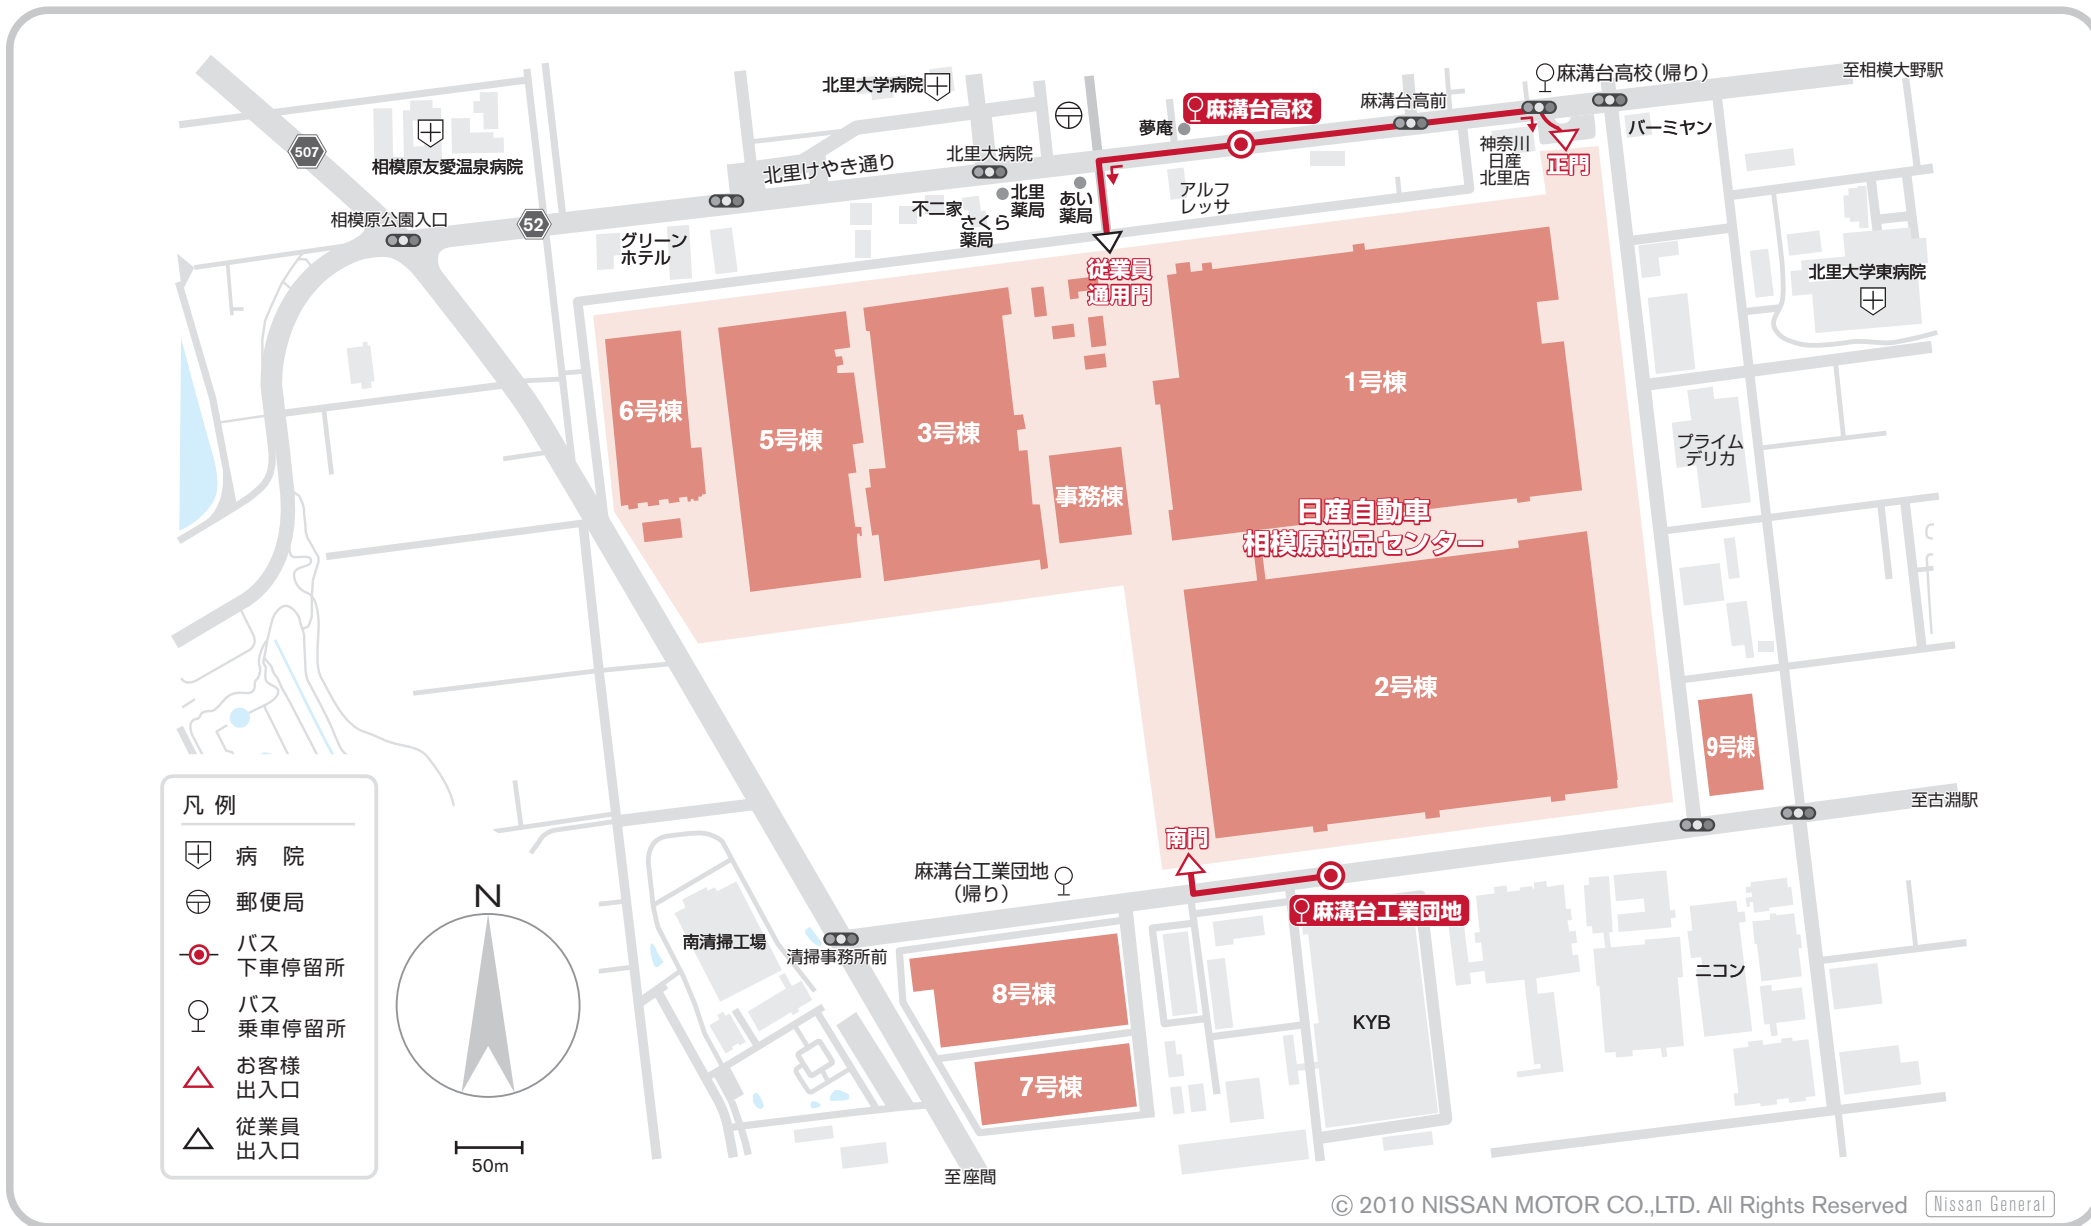 北里大学病院
麻溝台高校(帰り)
至相模大野駅
麻溝台高校
麻溝台高前
夢庵
バーミヤン
507
相模原友愛温泉病院
北里けやき通り
北里大病院
神奈川
日産
北里店
正門
相模原公園入口
52
グリーン
ホテル
不二家
さくら
薬局
北里
薬局
あい
薬局
アルフ
レッサ
従業員
通用門
北里大学東病院
6号棟
5号棟
3号棟
1号棟
事務棟
プライム
デリカ
日産自動車
相模原部品センター
2号棟
9号棟
至古淵駅
南門
麻溝台工業団地
(帰り)
麻溝台工業団地
南清掃工場
清掃事務所前
8号棟
7号棟
KYB
ニコン
至座間
凡例
病院
郵便局
バス
下車停留所
バス
乗車停留所
お客様
出入口
従業員
出入口
N
50m
© 2010 NISSAN MOTOR CO.,LTD. All Rights Reserved
Nissan General